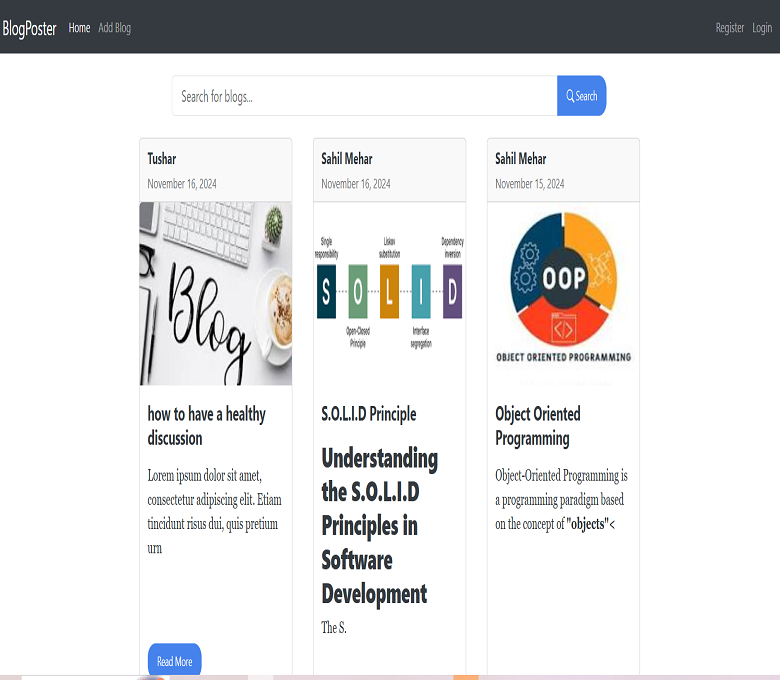 BlogPoster Home Add Blog Register Login
Search for blogs... Search
Tushar
November 16, 2024
Blog
how to have a healthy
discussion
Lorem ipsum dolor sit amet,
consectetur adipiscing elit. Etiam
tincidunt risus dui, quis pretium
urn
Read More
Sahil Mehar
November 16, 2024
Single
responsibility
Liskov
substitution
Dependency
inversion
S O L I D
Open-Closed
Principle
Interface
segregation
S.O.L.I.D Principle
Understanding
the S.O.L.I.D
Principles in
Software
Development
The S.
Sahil Mehar
November 15, 2024
OOP
</>
OBJECT ORIENTED PROGRAMMING
Object Oriented
Programming
Object-Oriented Programming is
a programming paradigm based
on the concept of "objects"<